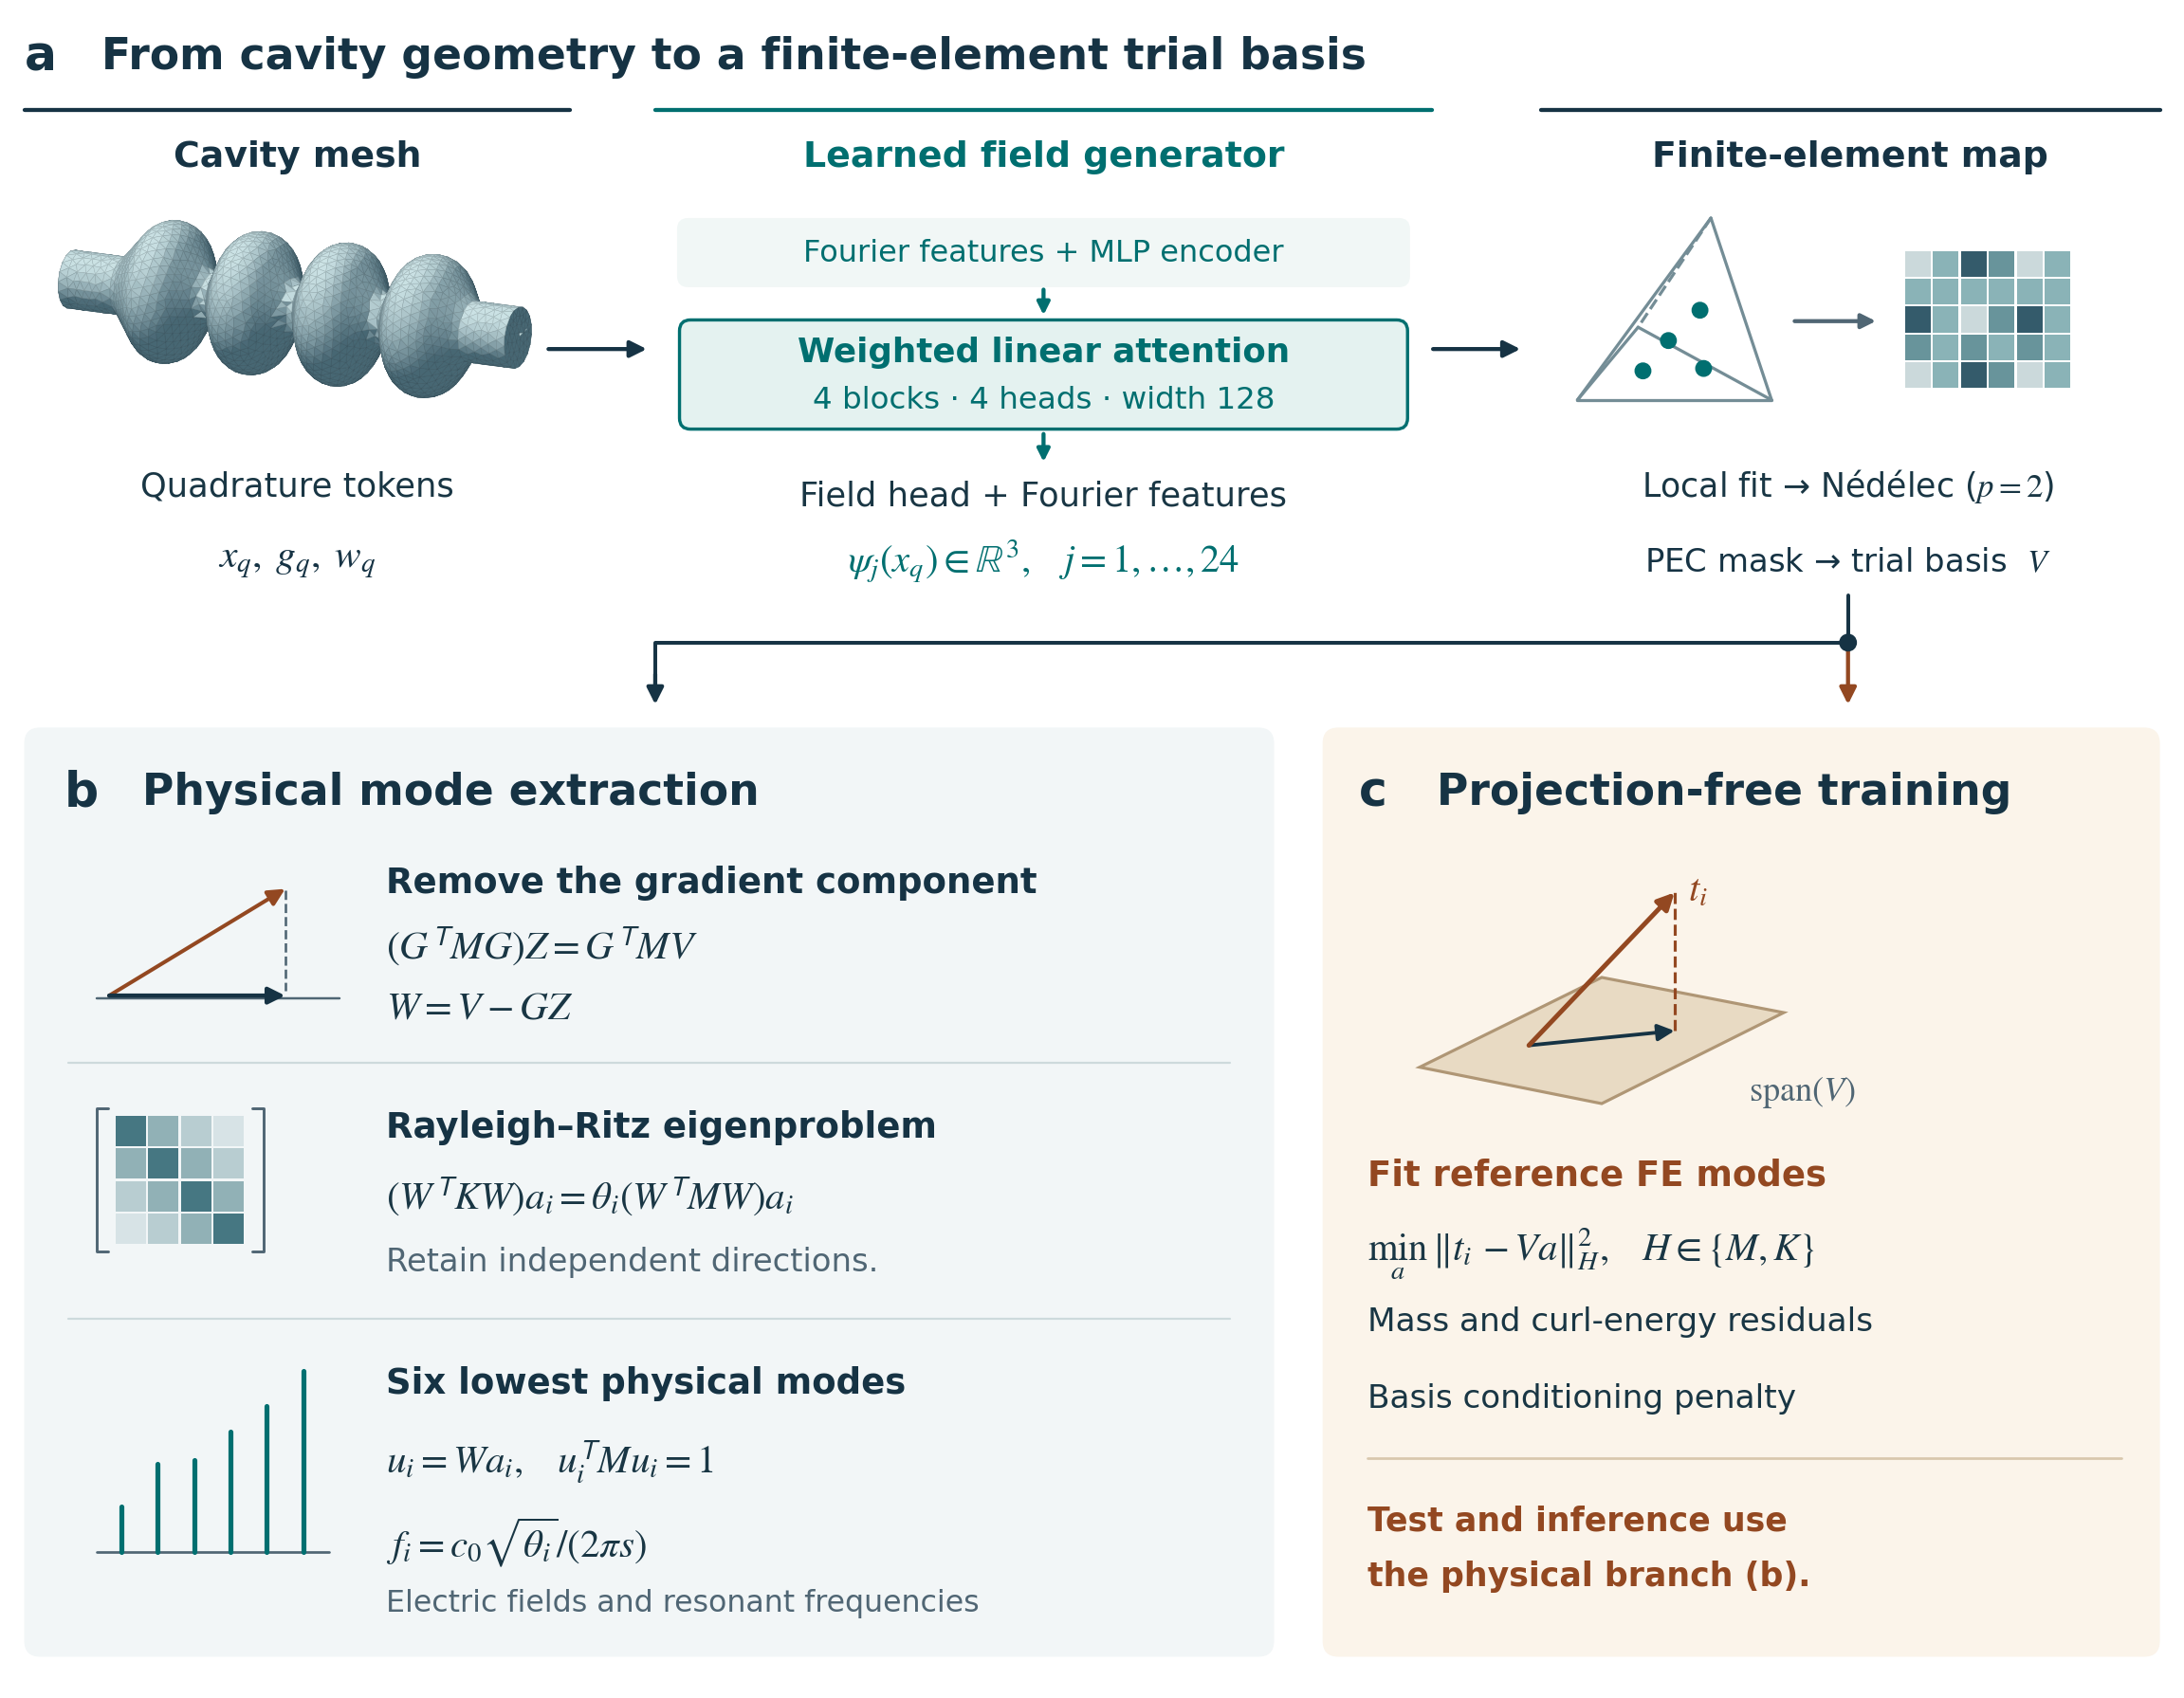 a From cavity geometry to a finite-element trial basis
Cavity mesh
Quadrature tokens
x_q, g_q, w_q
Learned field generator
Fourier features + MLP encoder
Weighted linear attention
4 blocks · 4 heads · width 128
Field head + Fourier features
ψ_j(x_q) ∈ ℝ³, j = 1, …, 24
Finite-element map
Local fit → Nédélec (p = 2)
PEC mask → trial basis V
b Physical mode extraction
Remove the gradient component
(G^T MG)Z = G^T MV
W = V − GZ
Rayleigh–Ritz eigenproblem
(W^T KW)a_i = θ_i(W^T MW)a_i
Retain independent directions.
Six lowest physical modes
u_i = Wa_i, u_i^T Mu_i = 1
f_i = c_0 √θ_i/(2πs)
Electric fields and resonant frequencies
c Projection-free training
t_i
span(V)
Fit reference FE modes
min_a ‖t_i − Va‖²_H, H ∈ {M, K}
Mass and curl-energy residuals
Basis conditioning penalty
Test and inference use
the physical branch (b).